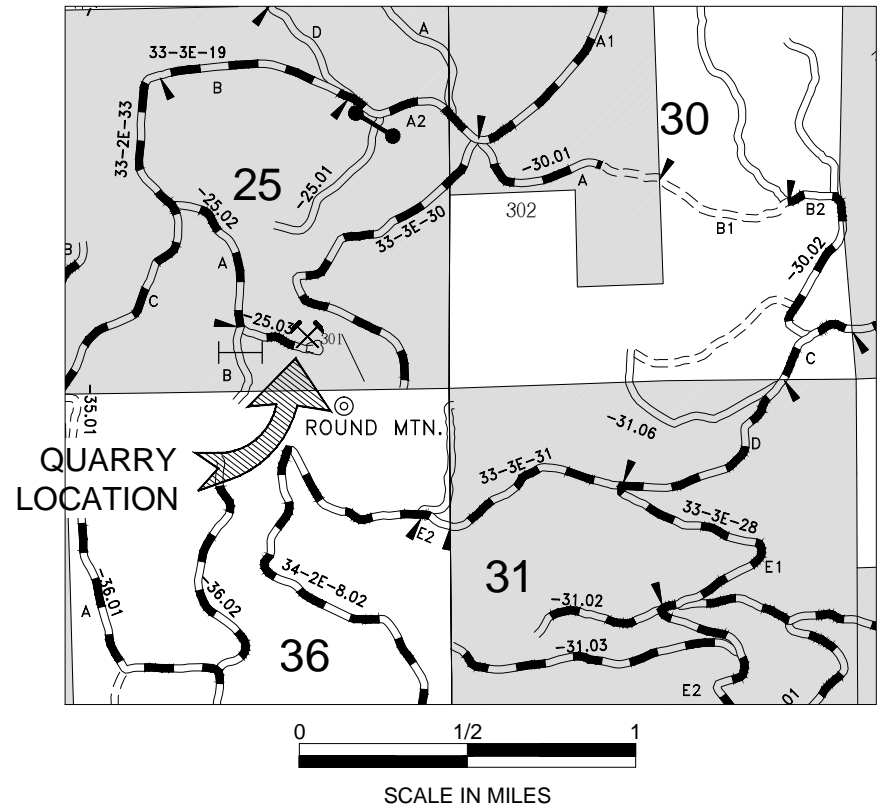 D
A
A1
33-3E-19
B
A2
30
33-2E-33
-30.01
A
25
-25.01
-25.02
302
B1
B2
33-3E-30
-30.02
B
A
C
-25.03
301
B
C
-35.01
-31.06
ROUND MTN.
D
QUARRY
LOCATION
33-3E-31
E2
33-3E-28
E1
31
34-2E-8.02
-36.01
A
-36.02
-31.02
-31.03
36
E2
01
0 1/2 1
SCALE IN MILES